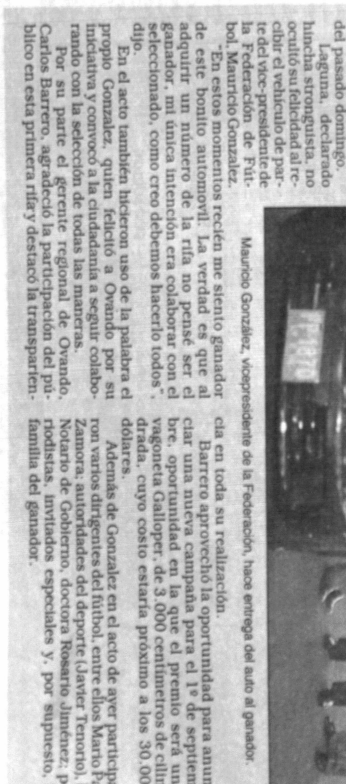 del pasado domingo.
Laguna, declarado
hincha stronguista, no
ocultó su felicidad al re-
cibir el vehículo de par-
te del vice-presidente de
la Federación de Fút-
bol, Mauricio Gonzalez.
"En estos momentos recién me siento ganador
de este bonito automovil. La verdad es que al
adquirir un número de la rifa no pensé ser el
ganador, mi única intención era colaborar con el
seleccionado, como creo debemos hacerlo todos",
dijo.
En el acto también hicieron uso de la palabra el
propio Gonzalez, quien felicitó a Ovando por su
iniciativa y convocó a la ciudadanía a seguir colabo-
rando con la selección de todas las maneras.
Por su parte el gerente regional de Ovando,
Carlos Barrero, agradeció la participación del pú-
blico en esta primera rifa y destacó la transparien-
Mauricio González, vicepresidente de la Federación, hace entrega del auto al ganador.
cia en toda su realización.
Barrero aprovechó la oportunidad para anun
ciar una nueva campaña para el 1º de septiem
bre, oportunidad en la que el premio será un
vagoneta Galloper, de 3.000 centímetros de cilin
drada, cuyo costo estaría próximo a los 30.000
dólares.
Además de Gonzalez en el acto de ayer participa
ron varios dirigentes del fútbol, entre ellos Mario P
Zamora; autoridades del deporte (Javier Tenorio),
Notario de Gobierno, doctora Rosario Jiménez; p
riodistas, invitados especiales y, por supuesto,
familia del ganador.